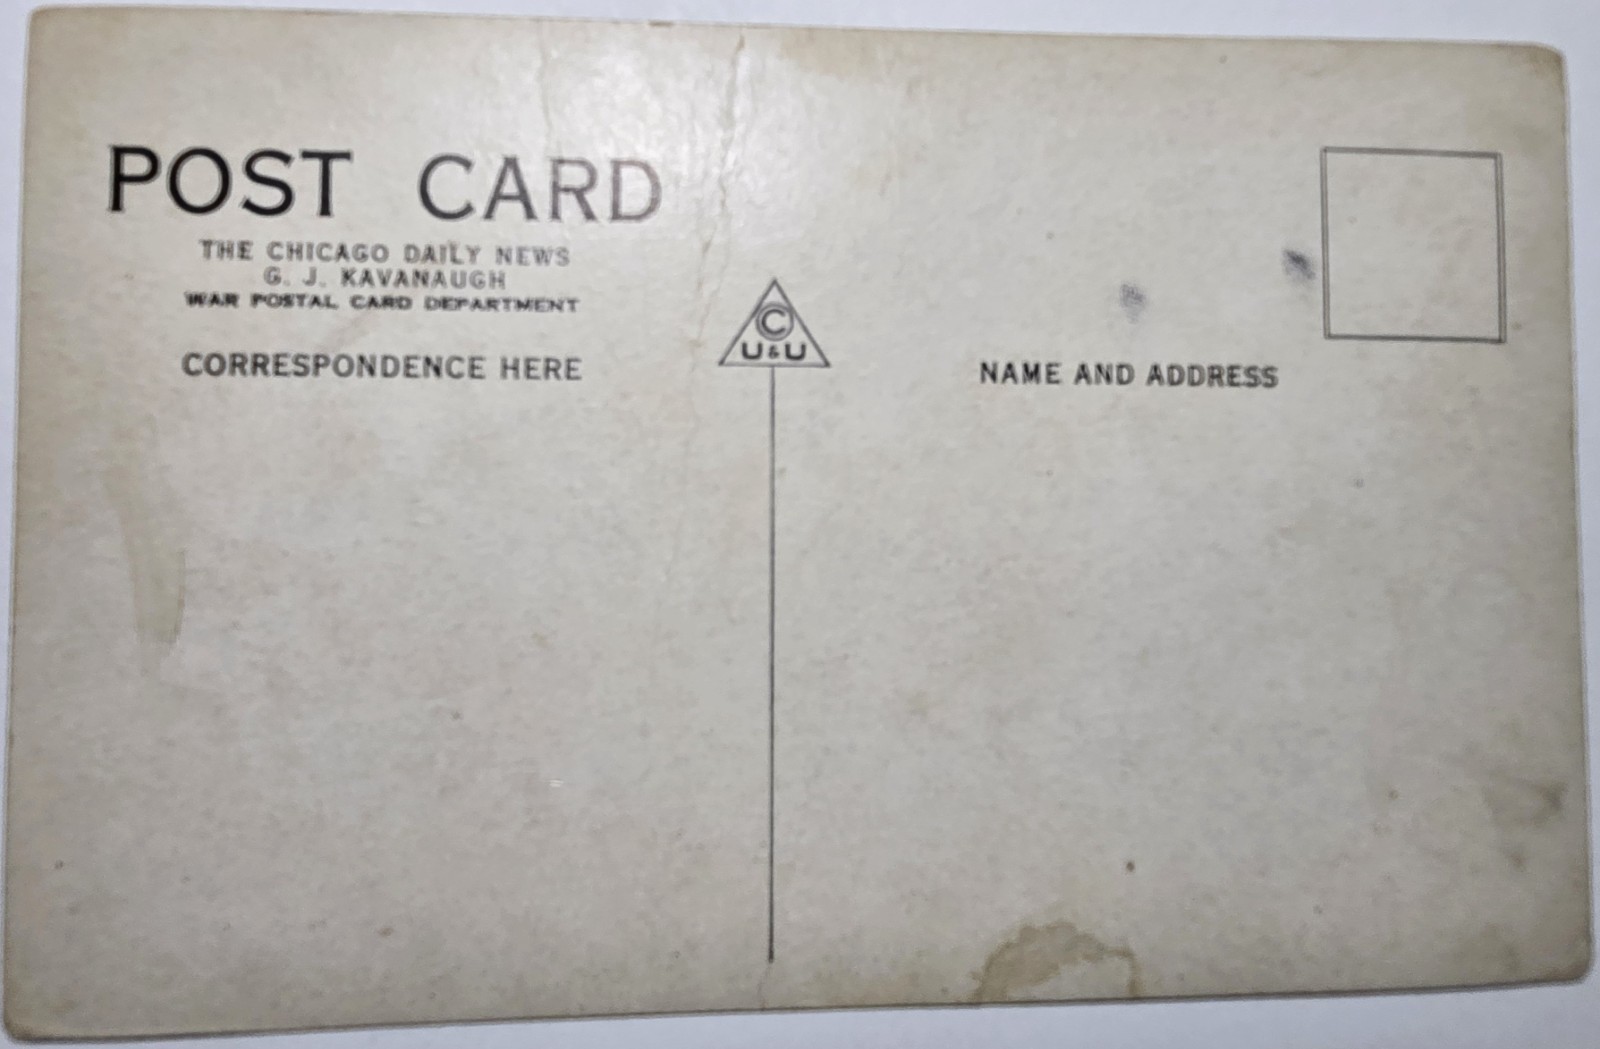 POST CARD
THE CHICAGO DAILY NEWS
G. J. KAVANAUGH
WAR POSTAL CARD DEPARTMENT
CORRESPONDENCE HERE
©
U & U
NAME AND ADDRESS